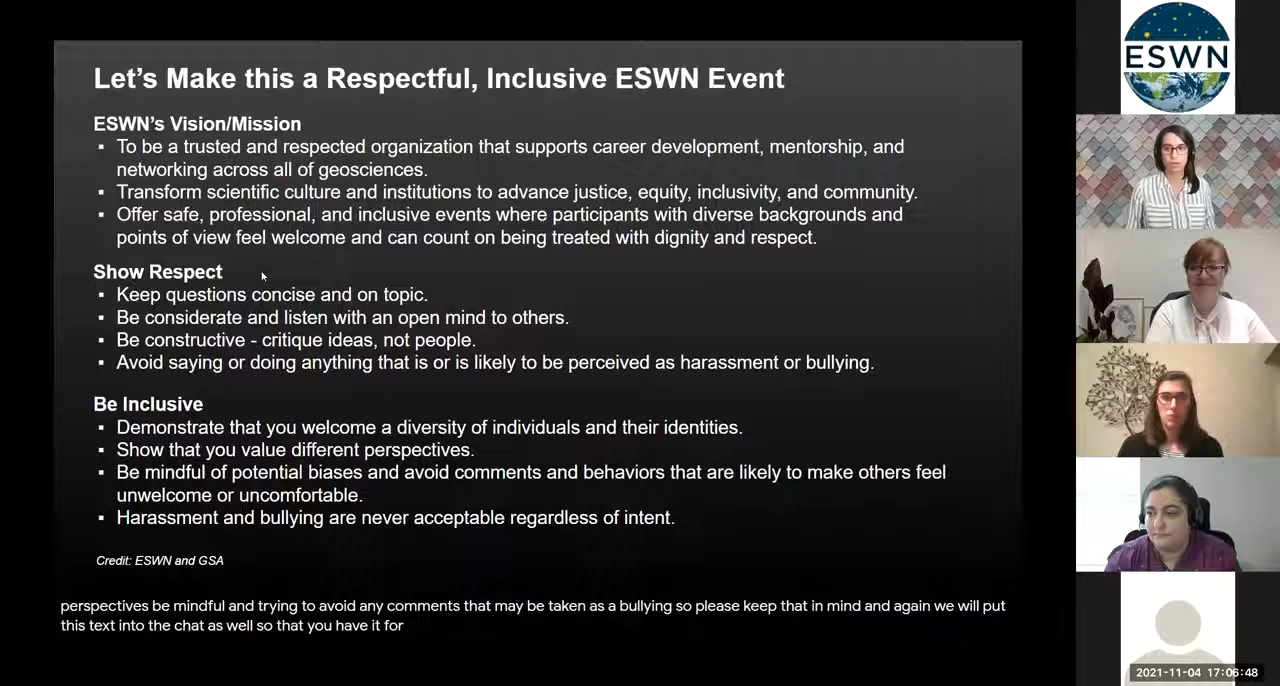 Let's Make this a Respectful, Inclusive ESWN Event
ESWN's Vision/Mission
▪ To be a trusted and respected organization that supports career development, mentorship, and
networking across all of geosciences.
▪ Transform scientific culture and institutions to advance justice, equity, inclusivity, and community.
▪ Offer safe, professional, and inclusive events where participants with diverse backgrounds and
points of view feel welcome and can count on being treated with dignity and respect.
Show Respect
▪ Keep questions concise and on topic.
▪ Be considerate and listen with an open mind to others.
▪ Be constructive - critique ideas, not people.
▪ Avoid saying or doing anything that is or is likely to be perceived as harassment or bullying.
Be Inclusive
▪ Demonstrate that you welcome a diversity of individuals and their identities.
▪ Show that you value different perspectives.
▪ Be mindful of potential biases and avoid comments and behaviors that are likely to make others feel
unwelcome or uncomfortable.
▪ Harassment and bullying are never acceptable regardless of intent.
Credit: ESWN and GSA
perspectives be mindful and trying to avoid any comments that may be taken as a bullying so please keep that in mind and again we will put
this text into the chat as well so that you have it for
ESWN
2021-11-04 17:06:48